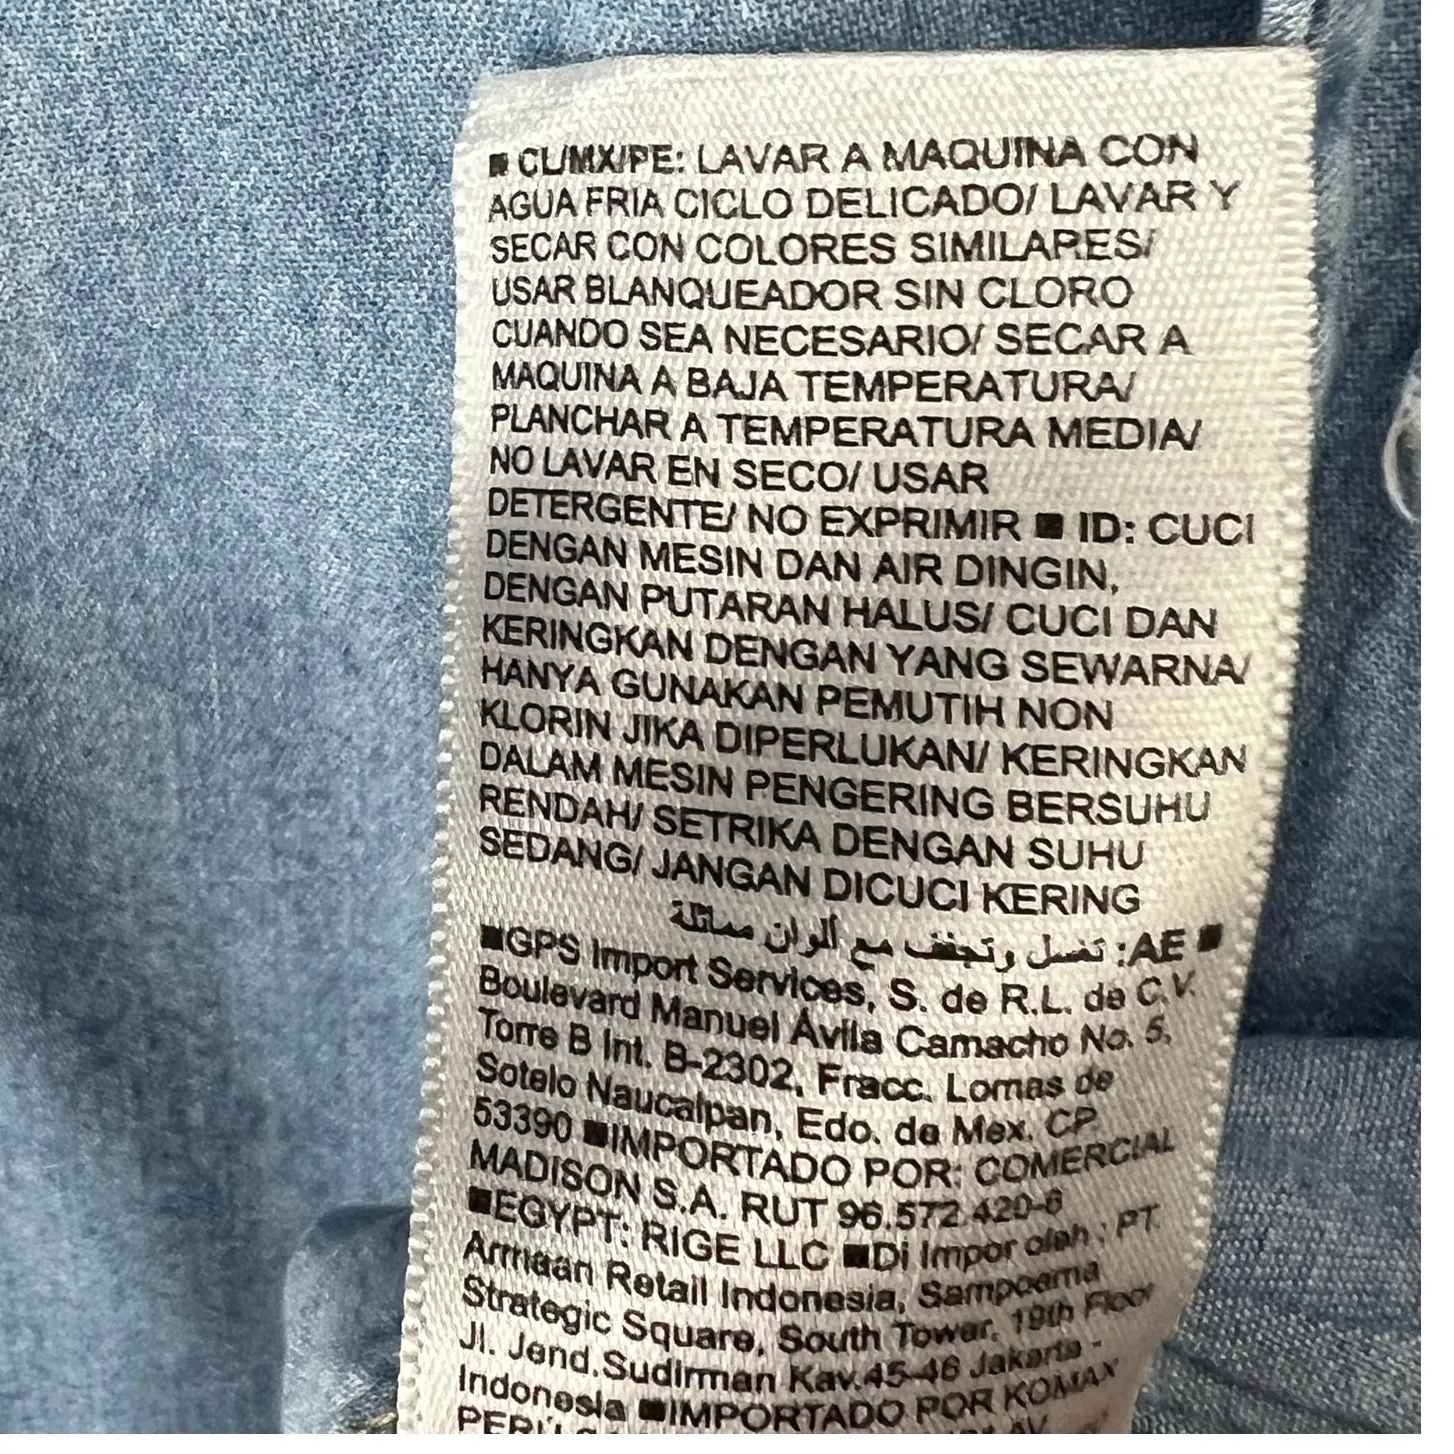 ■ CL/MX/PE: LAVAR A MAQUINA CON
AGUA FRIA CICLO DELICADO/ LAVAR Y
SECAR CON COLORES SIMILARES/
USAR BLANQUEADOR SIN CLORO
CUANDO SEA NECESARIO/ SECAR A
MAQUINA A BAJA TEMPERATURA/
PLANCHAR A TEMPERATURA MEDIA/
NO LAVAR EN SECO/ USAR
DETERGENTE/ NO EXPRIMIR ■ ID: CUCI
DENGAN MESIN DAN AIR DINGIN,
DENGAN PUTARAN HALUS/ CUCI DAN
KERINGKAN DENGAN YANG SEWARNA/
HANYA GUNAKAN PEMUTIH NON
KLORIN JIKA DIPERLUKAN/ KERINGKAN
DALAM MESIN PENGERING BERSUHU
RENDAH/ SETRIKA DENGAN SUHU
SEDANG/ JANGAN DICUCI KERING
■ AE: تغسل وتجفف مع ألوان مماثلة
■GPS Import Services, S. de R.L. de C.V.
Boulevard Manuel Ávila Camacho No. 5,
Torre B Int. B-2302, Fracc. Lomas de
Sotelo Naucalpan, Edo. de Mex. CP.
53390 ■IMPORTADO POR: COMERCIAL
MADISON S.A. RUT 96.572.420-6
■EGYPT: RIGE LLC ■Di Impor oleh : PT
Armaan Retail Indonesia, Sampoerna
Strategic Square, South Tower, 19th Floor
Jl. Jend.Sudirman Kav.45-46 Jakarta -
Indonesia ■IMPORTADO POR KOMAX
PERÚ AV